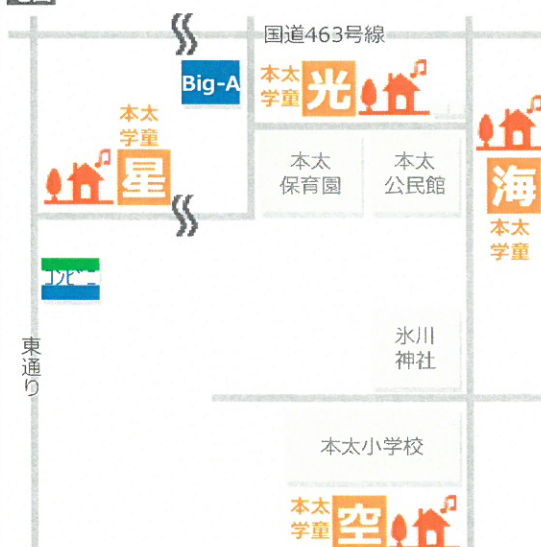 国道463号線
Big-A
本太
学童
光
本太
学童
星
本太
保育園
本太
公民館
海
本太
学童
コンビニ
東通り
氷川
神社
本太小学校
本太
学童
空